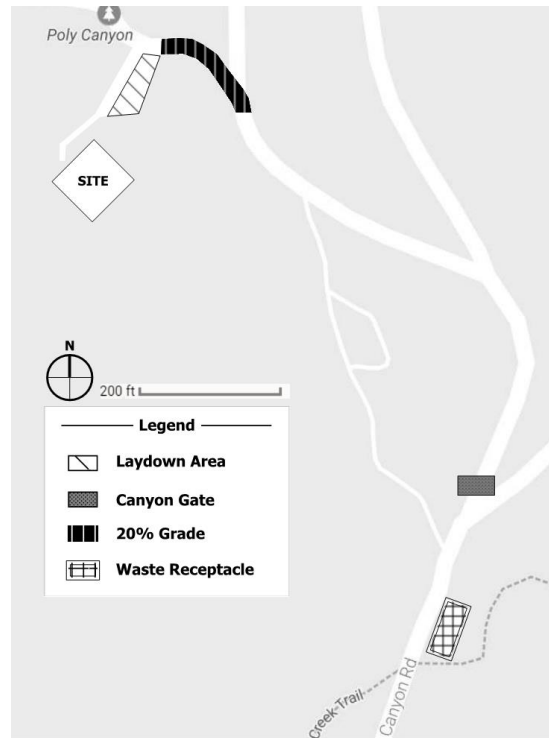 Poly Canyon
SITE
N
200 ft
Legend
Laydown Area
Canyon Gate
20% Grade
Waste Receptacle
Creek Trail
Canyon Rd